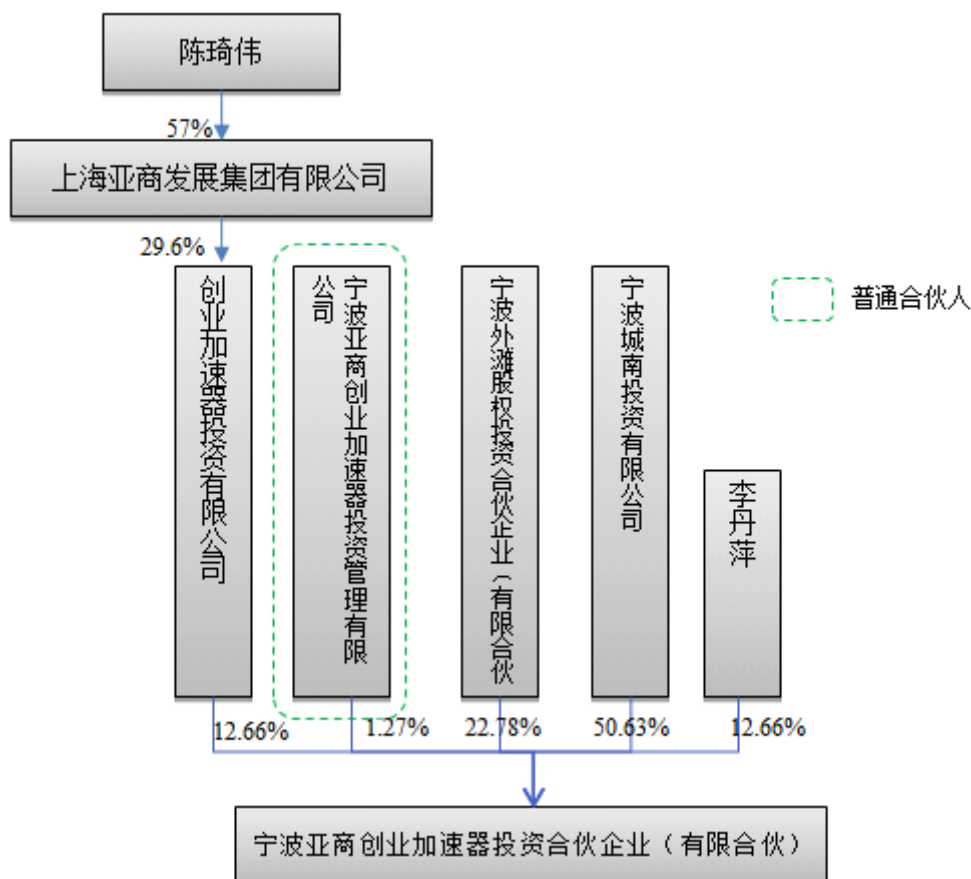 陈琦伟
57%
上海亚商发展集团有限公司
29.6%
创业加速器投资有限公司
宁波亚商创业加速器投资管理有限
公司
宁波外滩股权投资合伙企业（有限合伙
宁波城南投资有限公司
李丹萍
普通合伙人
12.66%
1.27%
22.78%
50.63%
12.66%
宁波亚商创业加速器投资合伙企业（有限合伙）